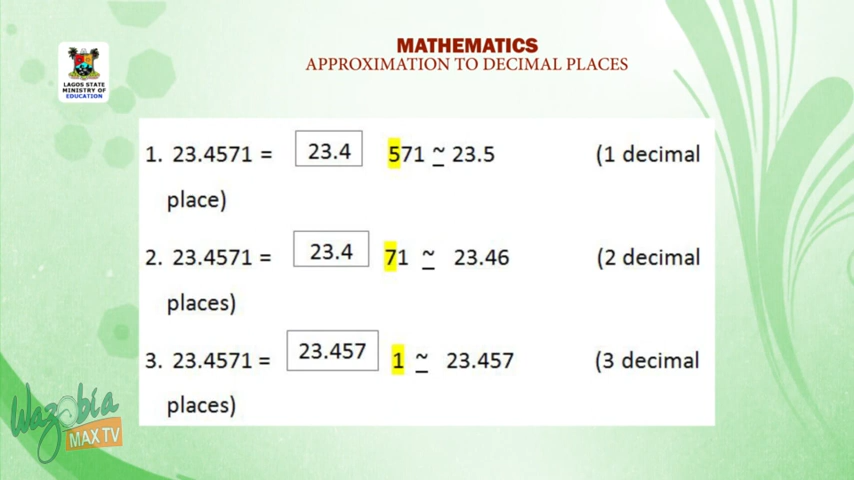 MATHEMATICS
APPROXIMATION TO DECIMAL PLACES
LAGOS STATE
MINISTRY OF
EDUCATION
1. 23.4571 = 23.4 571 ≃ 23.5 (1 decimal
place)
2. 23.4571 = 23.4 71 ≃ 23.46 (2 decimal
places)
3. 23.4571 = 23.457 1 ≃ 23.457 (3 decimal
places)
Wazobia
MAX TV